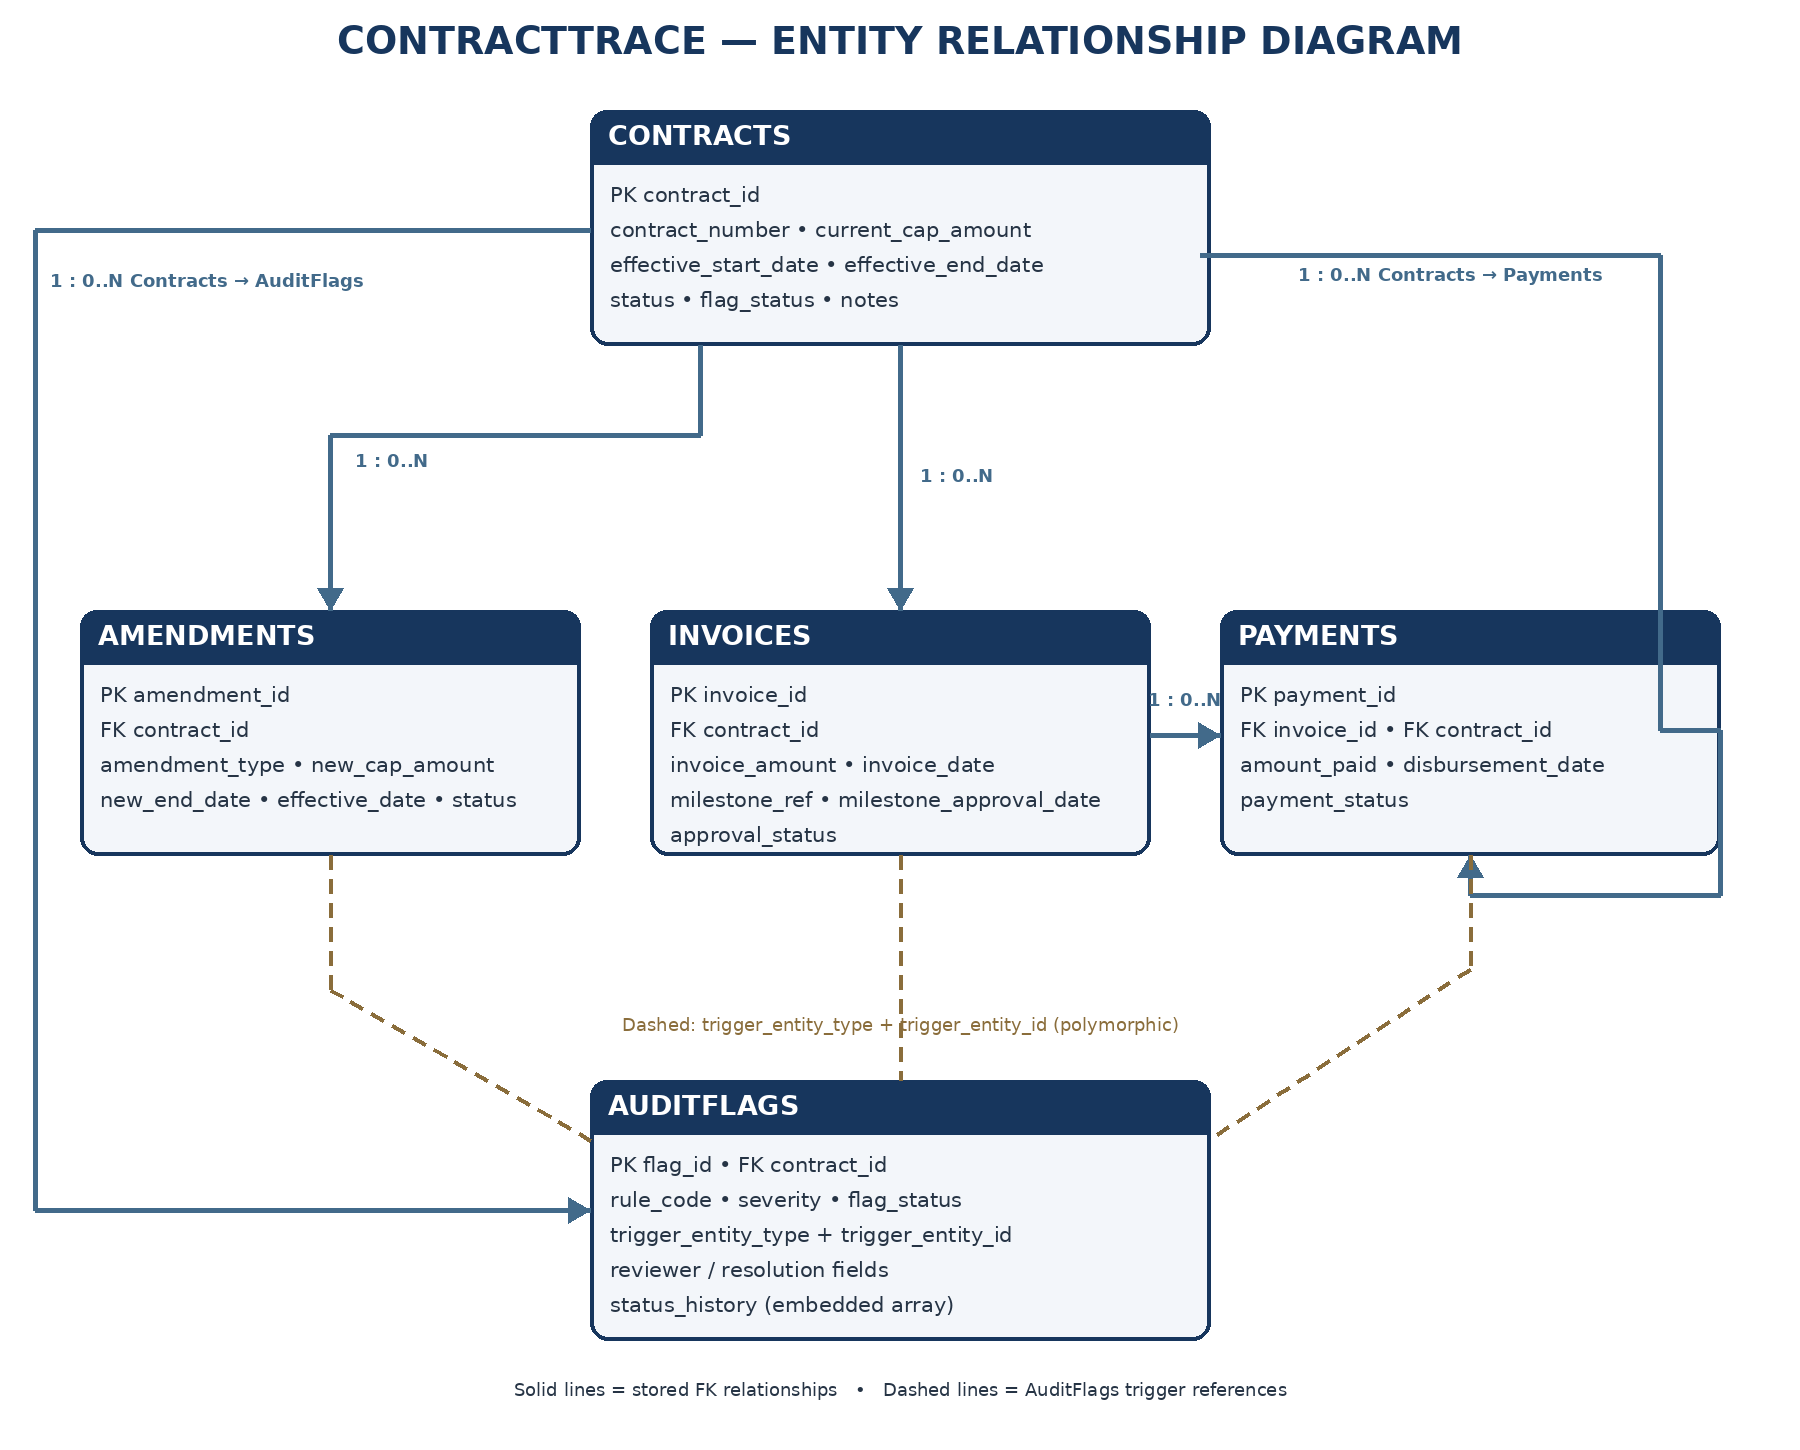 CONTRACTTRACE — ENTITY RELATIONSHIP DIAGRAM
CONTRACTS
PK contract_id
contract_number • current_cap_amount
effective_start_date • effective_end_date
status • flag_status • notes
1 : 0..N Contracts → AuditFlags
1 : 0..N Contracts → Payments
1 : 0..N
1 : 0..N
AMENDMENTS
PK amendment_id
FK contract_id
amendment_type • new_cap_amount
new_end_date • effective_date • status
INVOICES
PK invoice_id
FK contract_id
invoice_amount • invoice_date
milestone_ref • milestone_approval_date
approval_status
1 : 0..N
PAYMENTS
PK payment_id
FK invoice_id • FK contract_id
amount_paid • disbursement_date
payment_status
Dashed: trigger_entity_type + trigger_entity_id (polymorphic)
AUDITFLAGS
PK flag_id • FK contract_id
rule_code • severity • flag_status
trigger_entity_type + trigger_entity_id
reviewer / resolution fields
status_history (embedded array)
Solid lines = stored FK relationships • Dashed lines = AuditFlags trigger references